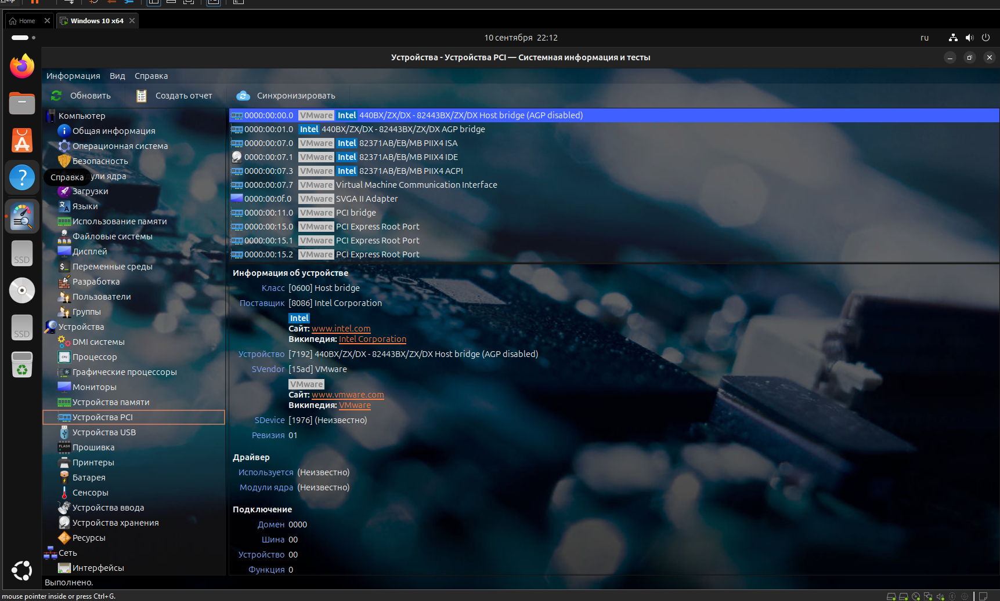 Home
Windows 10 x64
10 сентября 22:12
ru
Устройства - Устройства PCI — Системная информация и тесты
Информация Вид Справка
Обновить Создать отчет Синхронизировать
Компьютер
Общая информация
Операционная система
Безопасность
ули ядра
Справка
Загрузки
Языки
Использование памяти
Файловые системы
Дисплей
Переменные среды
Разработка
Пользователи
Группы
Устройства
DMI системы
Процессор
Графические процессоры
Мониторы
Устройства памяти
Устройства PCI
Устройства USB
Прошивка
Принтеры
Батарея
Сенсоры
Устройства ввода
Устройства хранения
Ресурсы
Сеть
Интерфейсы
SSD
SSD
0000:00:00.0 VMware Intel 440BX/ZX/DX - 82443BX/ZX/DX Host bridge (AGP disabled)
0000:00:01.0 Intel 440BX/ZX/DX - 82443BX/ZX/DX AGP bridge
0000:00:07.0 VMware Intel 82371AB/EB/MB PIIX4 ISA
0000:00:07.1 VMware Intel 82371AB/EB/MB PIIX4 IDE
0000:00:07.3 VMware Intel 82371AB/EB/MB PIIX4 ACPI
0000:00:07.7 VMware Virtual Machine Communication Interface
0000:00:0f.0 VMware SVGA II Adapter
0000:00:11.0 VMware PCI bridge
0000:00:15.0 VMware PCI Express Root Port
0000:00:15.1 VMware PCI Express Root Port
0000:00:15.2 VMware PCI Express Root Port
Информация об устройстве
Класс [0600] Host bridge
Поставщик [8086] Intel Corporation
Intel
Сайт: www.intel.com
Википедия: Intel Corporation
Устройство [7192] 440BX/ZX/DX - 82443BX/ZX/DX Host bridge (AGP disabled)
SVendor [15ad] VMware
VMware
Сайт: www.vmware.com
Википедия: VMware
SDevice [1976] (Неизвестно)
Ревизия 01
Драйвер
Используется (Неизвестно)
Модули ядра (Неизвестно)
Подключение
Домен 0000
Шина 00
Устройство 00
Функция 0
Выполнено.
mouse pointer inside or press Ctrl+G.